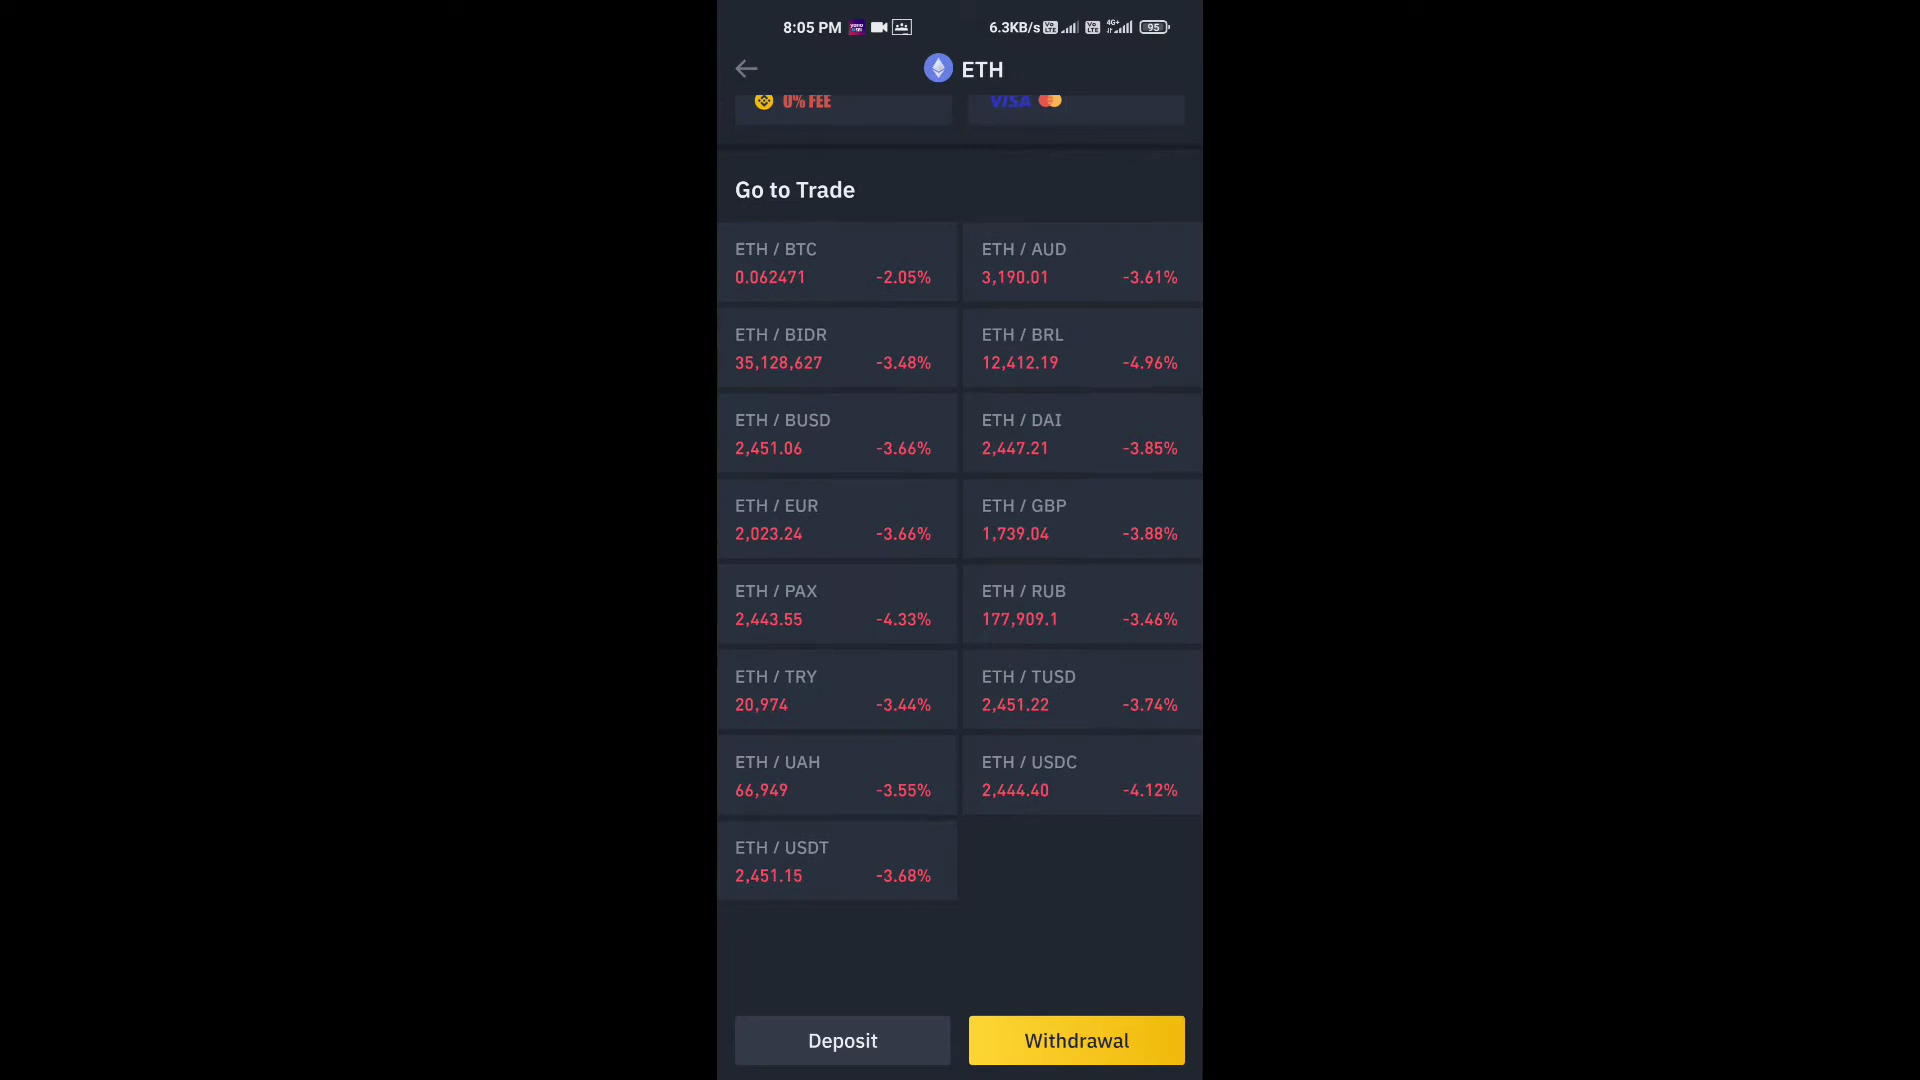 8:05 PM 6.3KB/s 4G+ 95
ETH
0% FEE VISA
Go to Trade
ETH / BTC ETH / AUD
0.062471 -2.05% 3,190.01 -3.61%
ETH / BIDR ETH / BRL
35,128,627 -3.48% 12,412.19 -4.96%
ETH / BUSD ETH / DAI
2,451.06 -3.66% 2,447.21 -3.85%
ETH / EUR ETH / GBP
2,023.24 -3.66% 1,739.04 -3.88%
ETH / PAX ETH / RUB
2,443.55 -4.33% 177,909.1 -3.46%
ETH / TRY ETH / TUSD
20,974 -3.44% 2,451.22 -3.74%
ETH / UAH ETH / USDC
66,949 -3.55% 2,444.40 -4.12%
ETH / USDT
2,451.15 -3.68%
Deposit Withdrawal